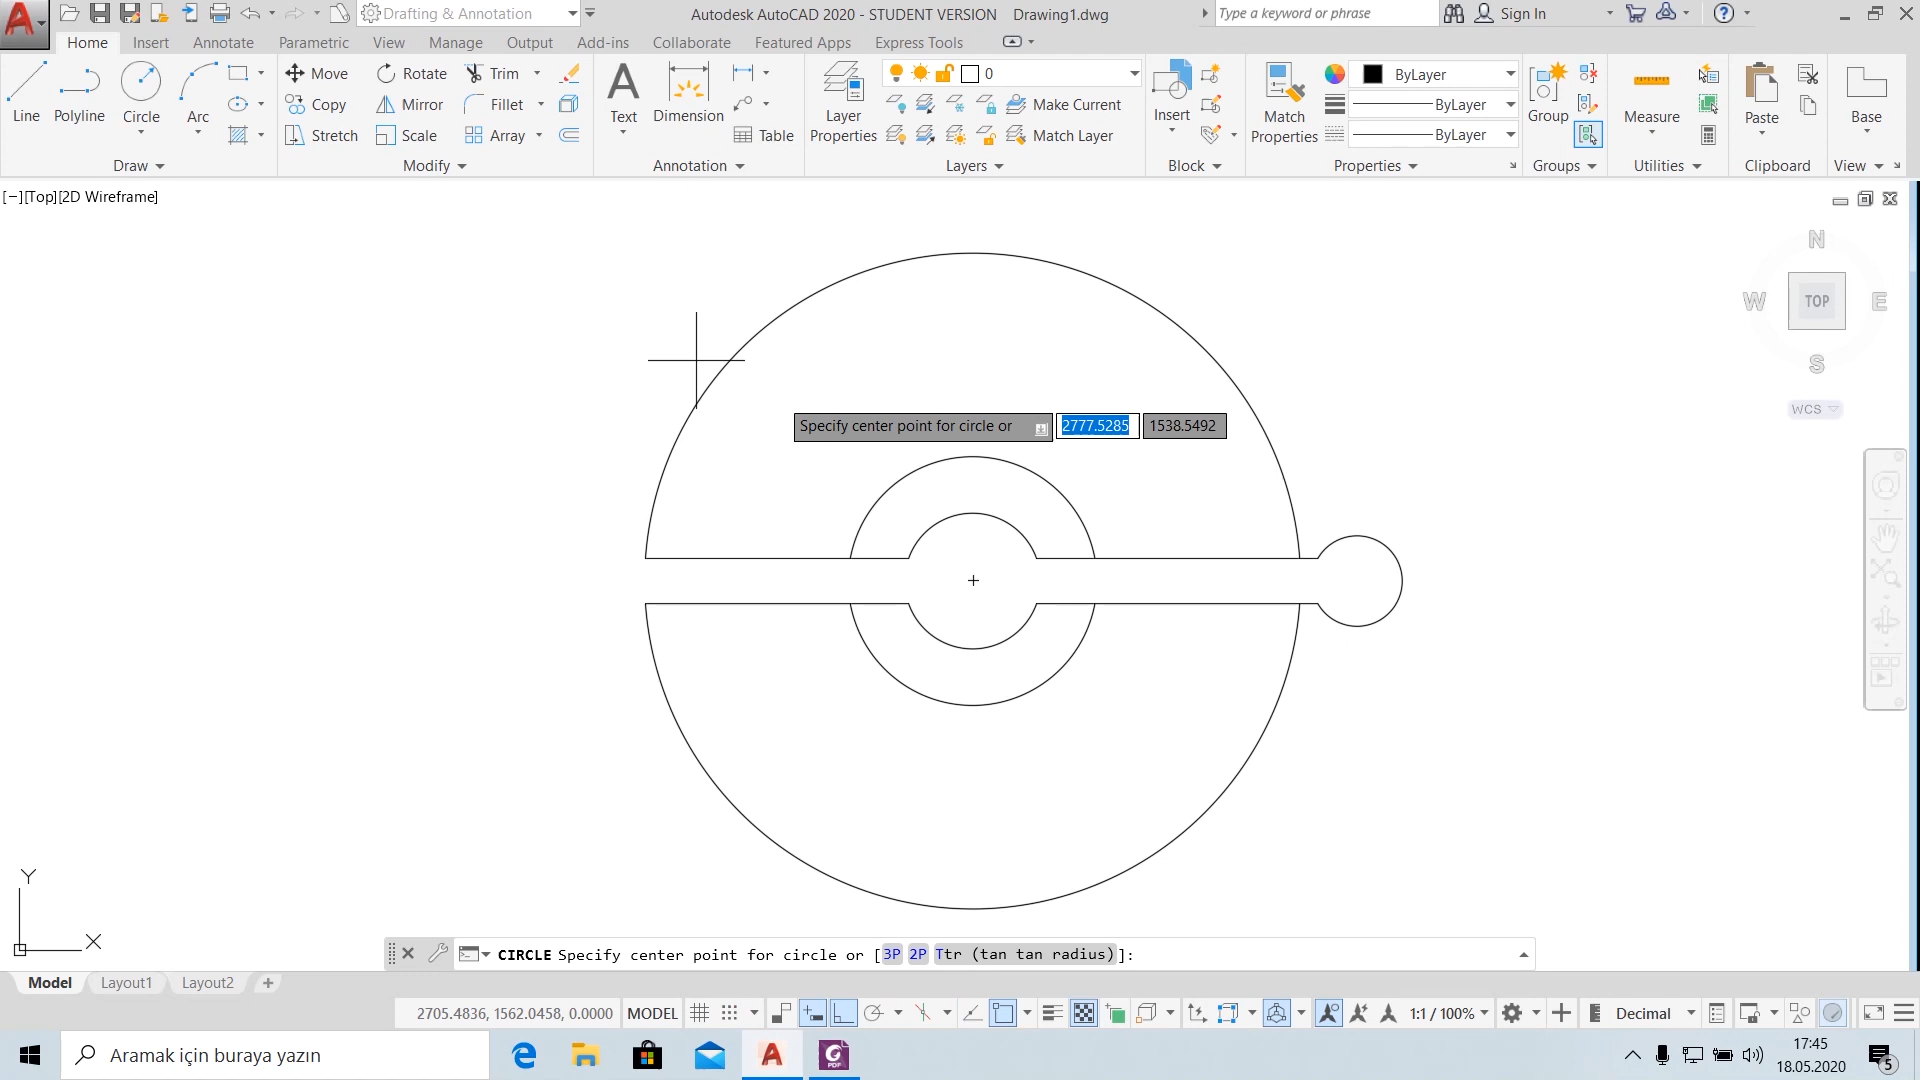 Drafting & Annotation
Autodesk AutoCAD 2020 - STUDENT VERSION Drawing1.dwg
Type a keyword or phrase
Sign In
Home Insert Annotate Parametric View Manage Output Add-ins Collaborate Featured Apps Express Tools
Line Polyline Circle Arc
Move Rotate Trim
Copy Mirror Fillet
Stretch Scale Array
Text Dimension Table
Layer Properties
0
Make Current
Match Layer
Insert
Match Properties
ByLayer
ByLayer
ByLayer
Group
Measure
Paste
Base
Draw Modify Annotation Layers Block Properties Groups Utilities Clipboard View
[−][Top][2D Wireframe]
N
W TOP E
S
WCS
Specify center point for circle or 2777.5285 1538.5492
Y
X
CIRCLE Specify center point for circle or [3P 2P Ttr (tan tan radius)]:
Model Layout1 Layout2 +
2705.4836, 1562.0458, 0.0000 MODEL 1:1 / 100% Decimal
Aramak için buraya yazın
PDF
17:45
18.05.2020
5